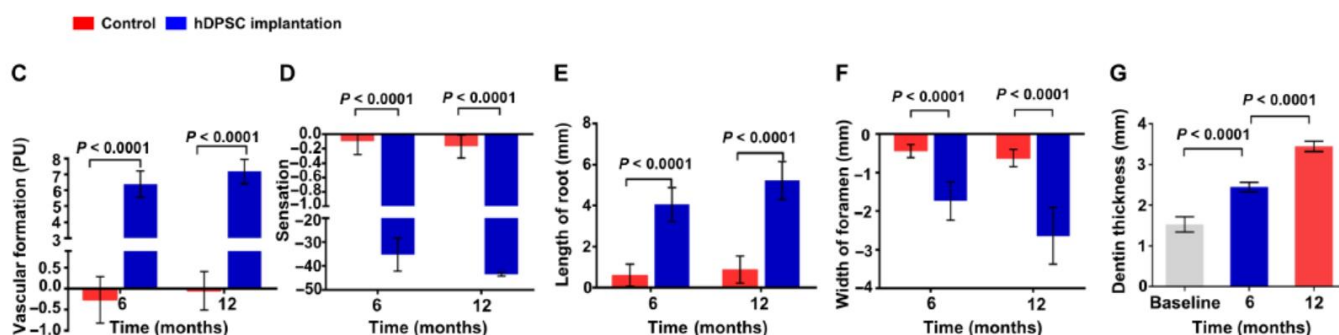 Control hDPSC implantation
C
Vascular formation (PU)
P < 0.0001
P < 0.0001
8
7
6
5
4
3
0.5
0.0
−0.5
−1.0
6 12
Time (months)
D
Sensation
P < 0.0001 P < 0.0001
0.0
−0.2
−0.4
−0.6
−0.8
−1.0
−20
−30
−40
−50
6 12
Time (months)
E
Length of root (mm)
P < 0.0001
P < 0.0001
8
6
4
2
0
6 12
Time (months)
F
Width of foramen (mm)
P < 0.0001 P < 0.0001
0
−1
−2
−3
−4
6 12
Time (months)
G
Dentin thickness (mm)
P < 0.0001
P < 0.0001
4
3
2
1
0
Baseline 6 12
Time (months)